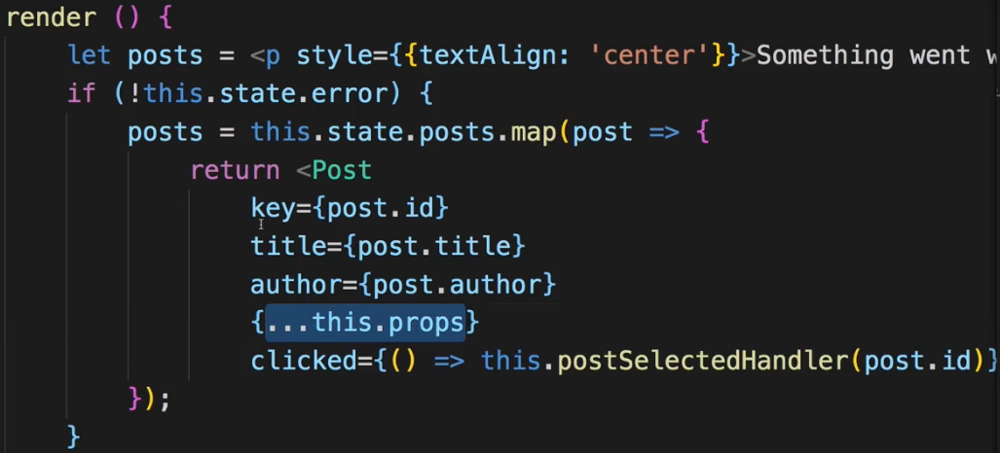 render () {
let posts = <p style={{textAlign: 'center'}}>Something went
if (!this.state.error) {
posts = this.state.posts.map(post => {
return <Post
key={post.id}
title={post.title}
author={post.author}
{...this.props}
clicked={() => this.postSelectedHandler(post.id)}
});
}